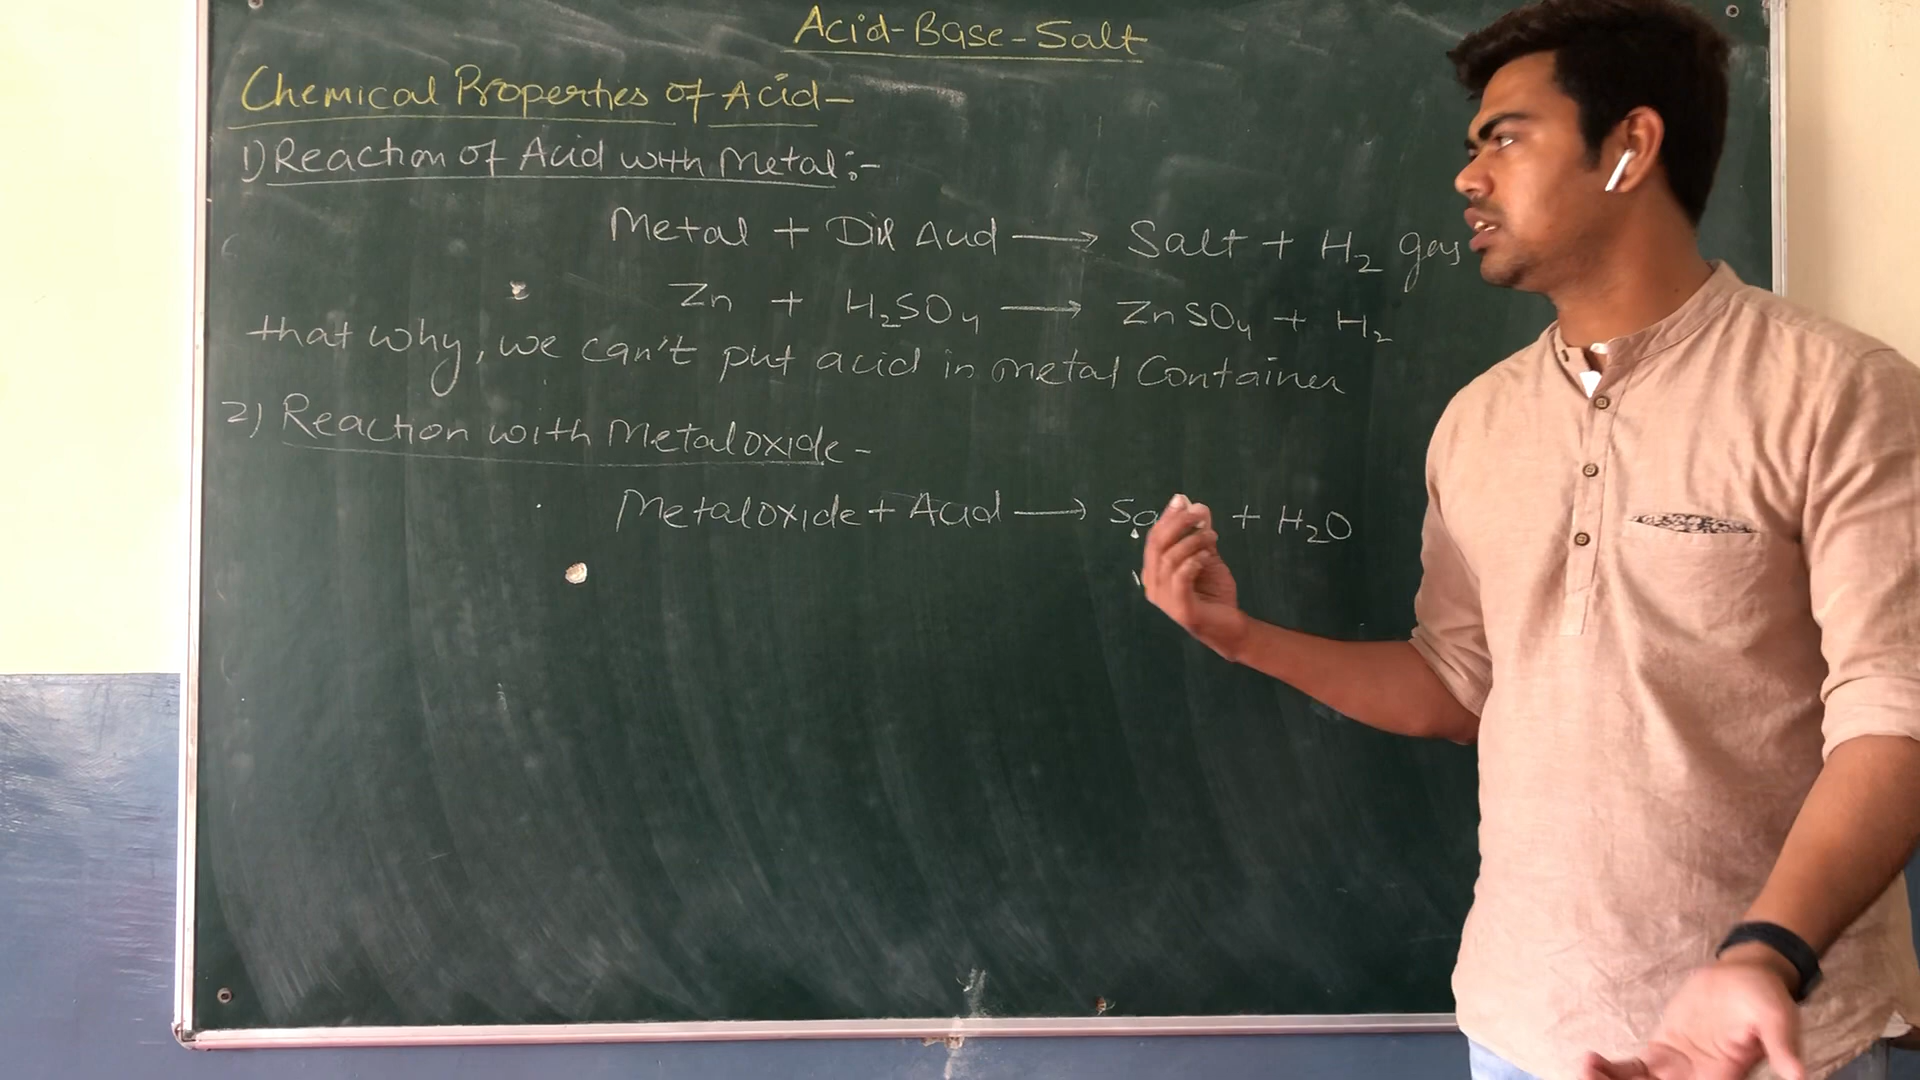 Acid-Base-Salt
Chemical Properties of Acid-
1) Reaction of Acid with Metal:-
Metal + Dil Acid → Salt + H₂ gas
Zn + H₂SO₄ → ZnSO₄ + H₂
that why, we can't put acid in metal Container
2) Reaction with Metaloxide-
Metaloxide + Acid → Sa + H₂O